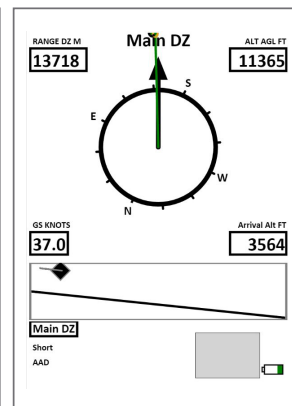 Main DZ
RANGE DZ M
13718
ALT AGL FT
11365
S
E
W
N
GS KNOTS
37.0
Arrival Alt FT
3564
Main DZ
Short
AAD